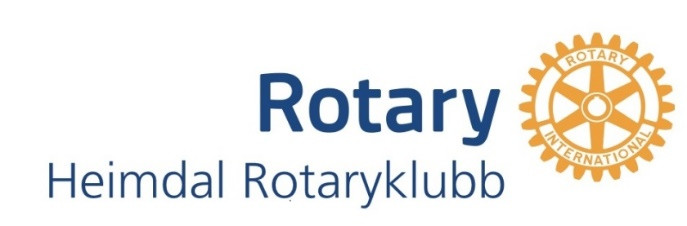 Rotary
Heimdal Rotaryklubb
ROTARY
INTERNATIONAL